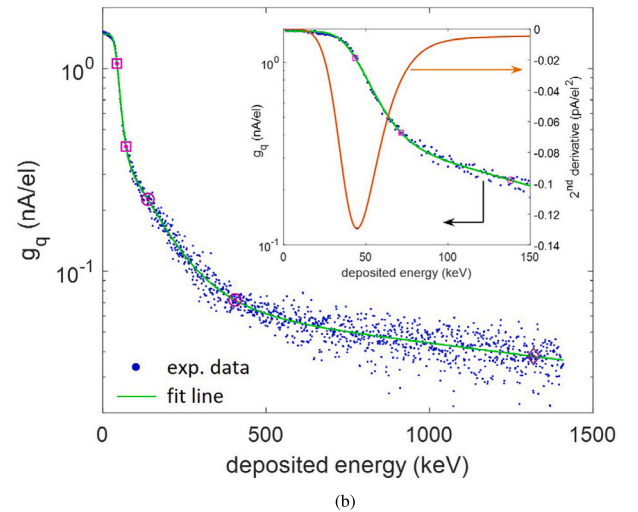 10^0
10^-1
g_q (nA/el)
0
500
1000
1500
deposited energy (keV)
exp. data
fit line
10^0
10^-1
g_q (nA/el)
0
50
100
150
deposited energy (keV)
0
-0.02
-0.04
-0.06
-0.08
-0.1
-0.12
-0.14
2^nd derivative (pA/el^2)
(b)